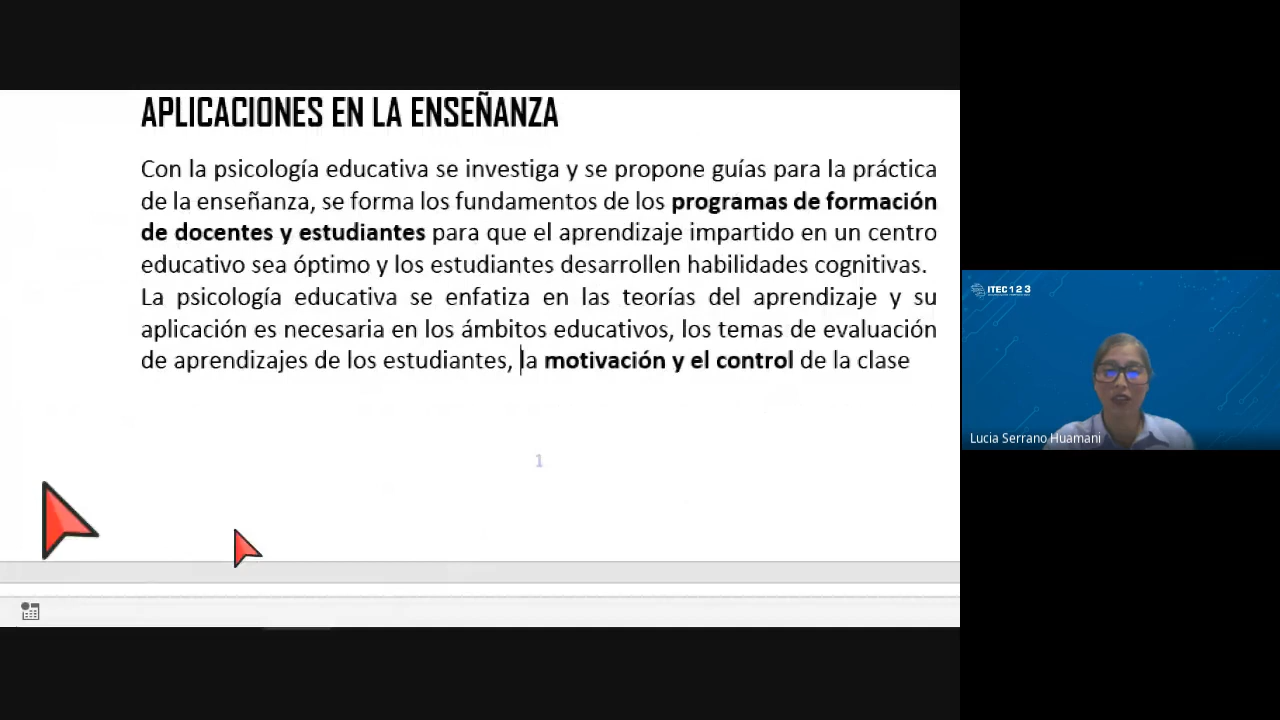 APLICACIONES EN LA ENSEÑANZA
Con la psicología educativa se investiga y se propone guías para la práctica
de la enseñanza, se forma los fundamentos de los programas de formación
de docentes y estudiantes para que el aprendizaje impartido en un centro
educativo sea óptimo y los estudiantes desarrollen habilidades cognitivas.
La psicología educativa se enfatiza en las teorías del aprendizaje y su
aplicación es necesaria en los ámbitos educativos, los temas de evaluación
de aprendizajes de los estudiantes, la motivación y el control de la clase
1
ITEC 1 2 3
Lucia Serrano Huamani